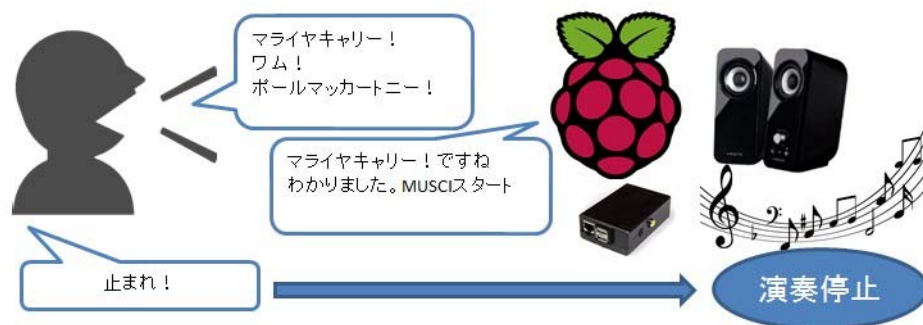 マライヤキャリー！
ワム！
ポールマッカートニー！
マライヤキャリー！ですね
わかりました。MUSCIスタート
止まれ！
演奏停止